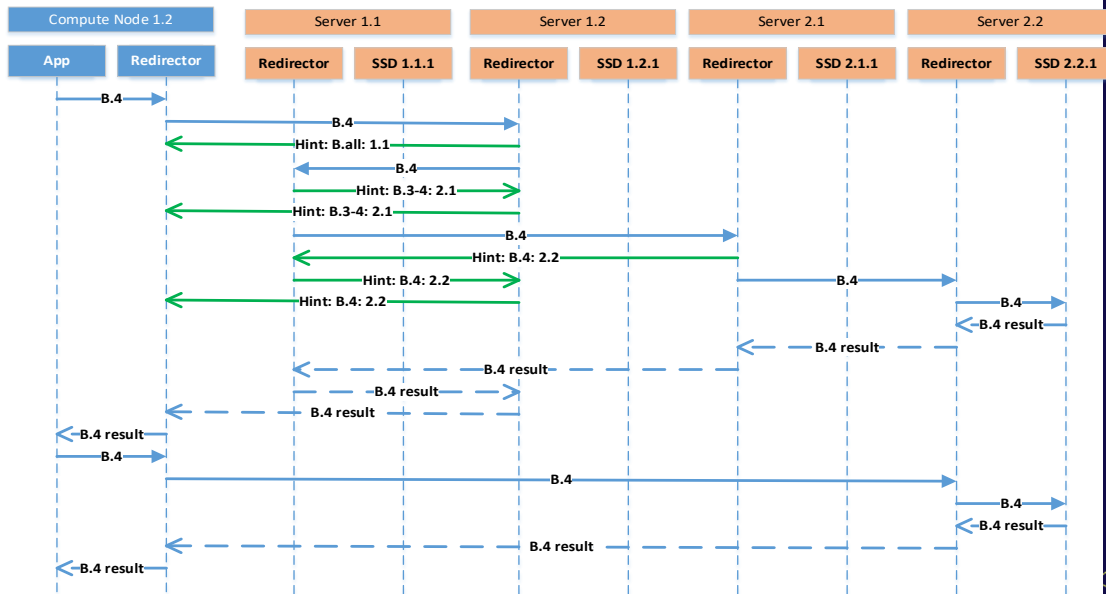 Compute Node 1.2
Server 1.1
Server 1.2
Server 2.1
Server 2.2
App
Redirector
Redirector
SSD 1.1.1
Redirector
SSD 1.2.1
Redirector
SSD 2.1.1
Redirector
SSD 2.2.1
B.4
B.4
Hint: B.all: 1.1
B.4
Hint: B.3-4: 2.1
Hint: B.3-4: 2.1
B.4
Hint: B.4: 2.2
Hint: B.4: 2.2
B.4
Hint: B.4: 2.2
B.4
B.4 result
B.4 result
B.4 result
B.4 result
B.4 result
B.4 result
B.4
B.4
B.4
B.4 result
B.4 result
B.4 result